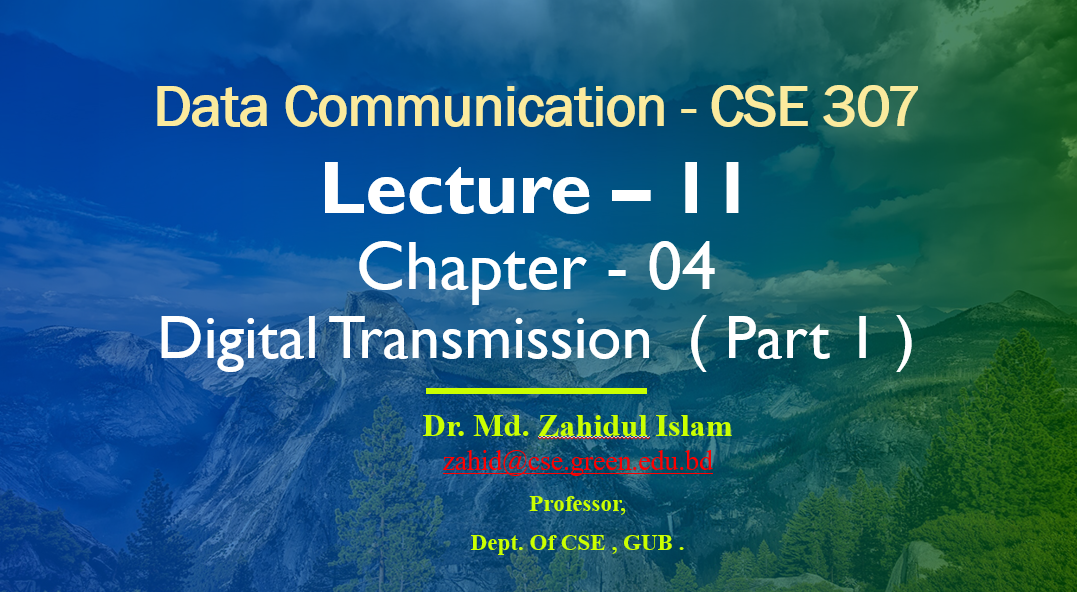 Data Communication - CSE 307
Lecture – 11
Chapter - 04
Digital Transmission ( Part 1 )
Dr. Md. Zahidul Islam
zahid@cse.green.edu.bd
Professor,
Dept. Of CSE , GUB .